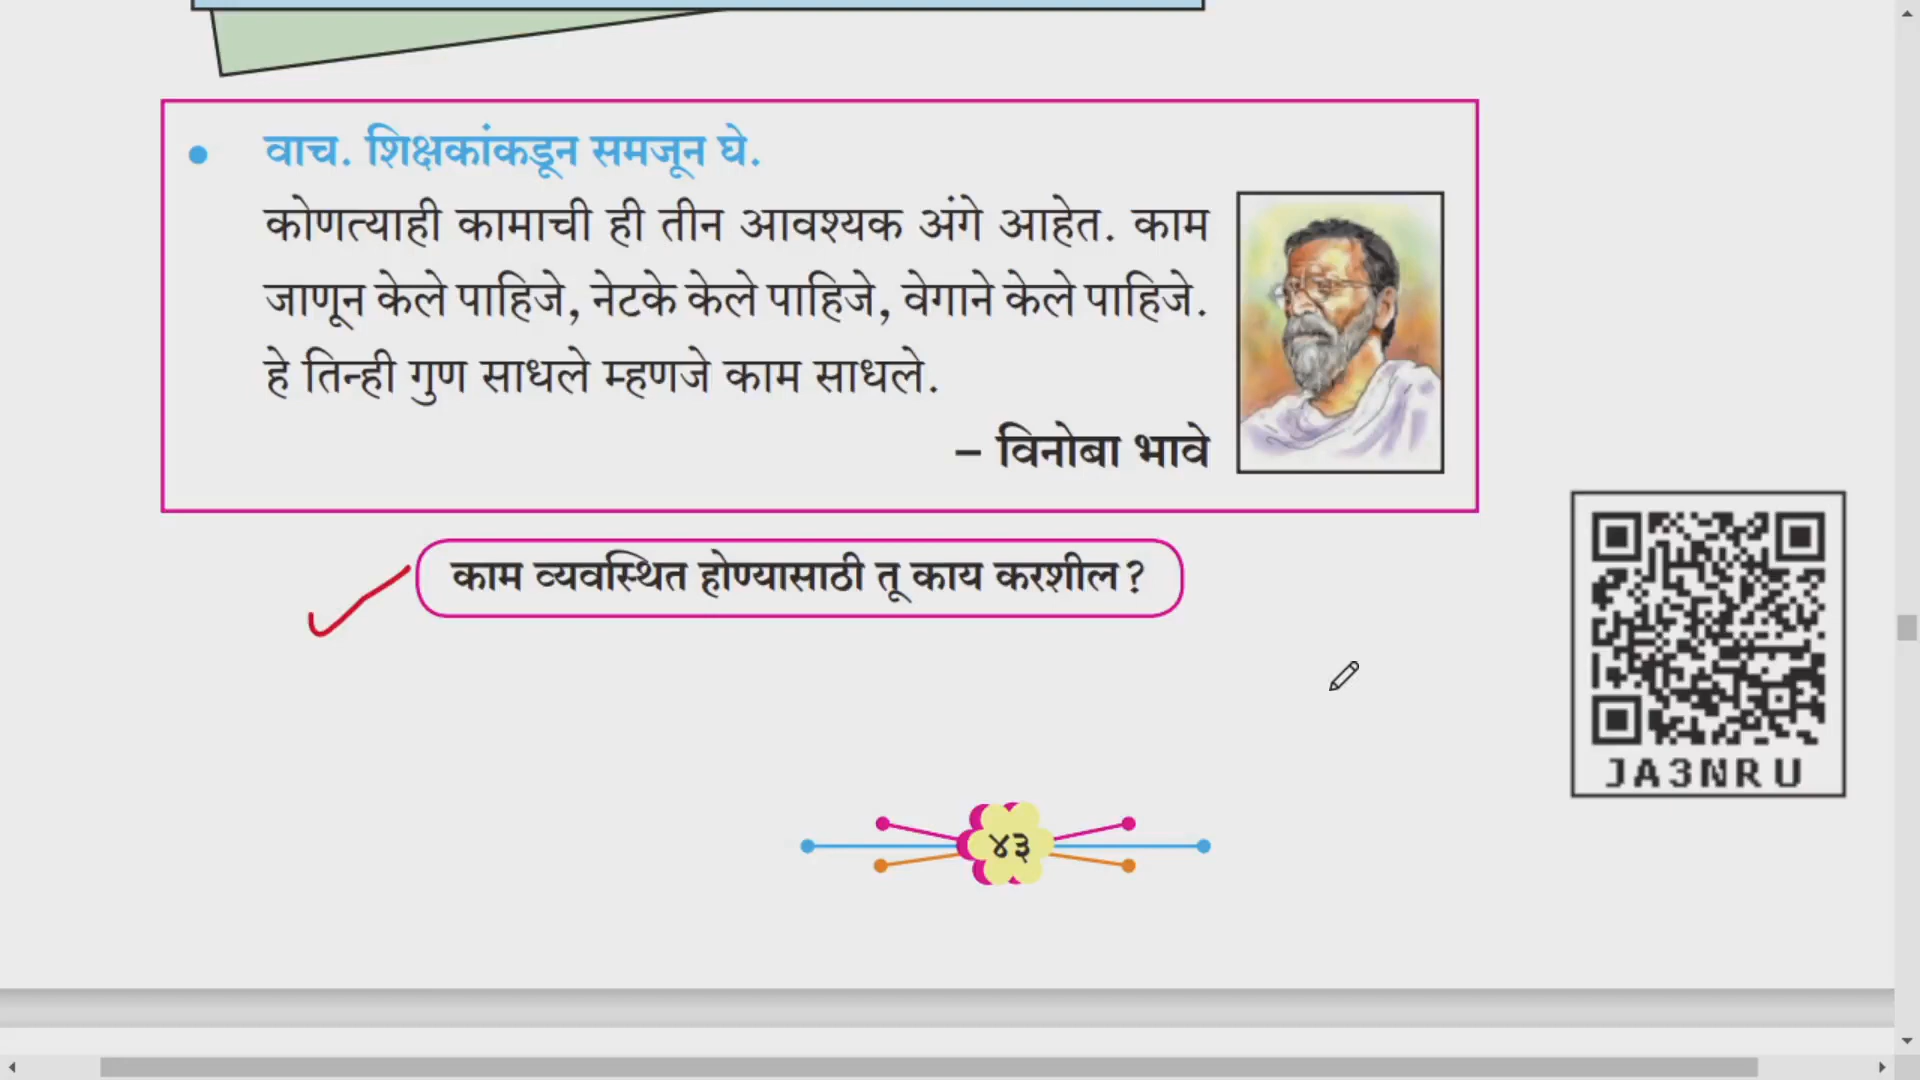 वाच. शिक्षकांकडून समजून घे.
कोणत्याही कामाची ही तीन आवश्यक अंगे आहेत. काम
जाणून केले पाहिजे, नेटके केले पाहिजे, वेगाने केले पाहिजे.
हे तिन्ही गुण साधले म्हणजे काम साधले.
– विनोबा भावे
काम व्यवस्थित होण्यासाठी तू काय करशील?
JA3NRU
४३